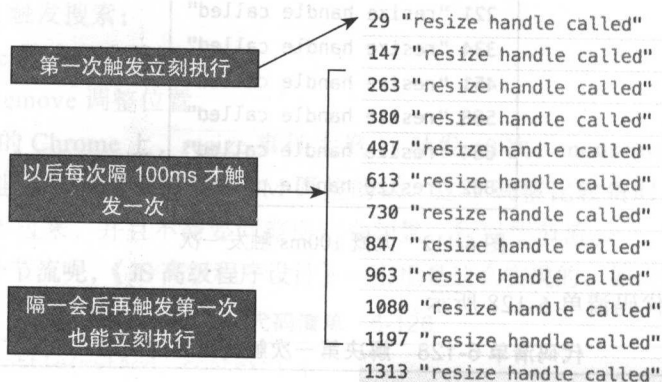 29 "resize handle called"
第一次触发立刻执行
147 "resize handle called"
263 "resize handle called"
380 "resize handle called"
497 "resize handle called"
以后每次隔 100ms 才触
发一次
613 "resize handle called"
730 "resize handle called"
847 "resize handle called"
963 "resize handle called"
隔一会后再触发第一次
也能立刻执行
1080 "resize handle called"
1197 "resize handle called"
1313 "resize handle called"